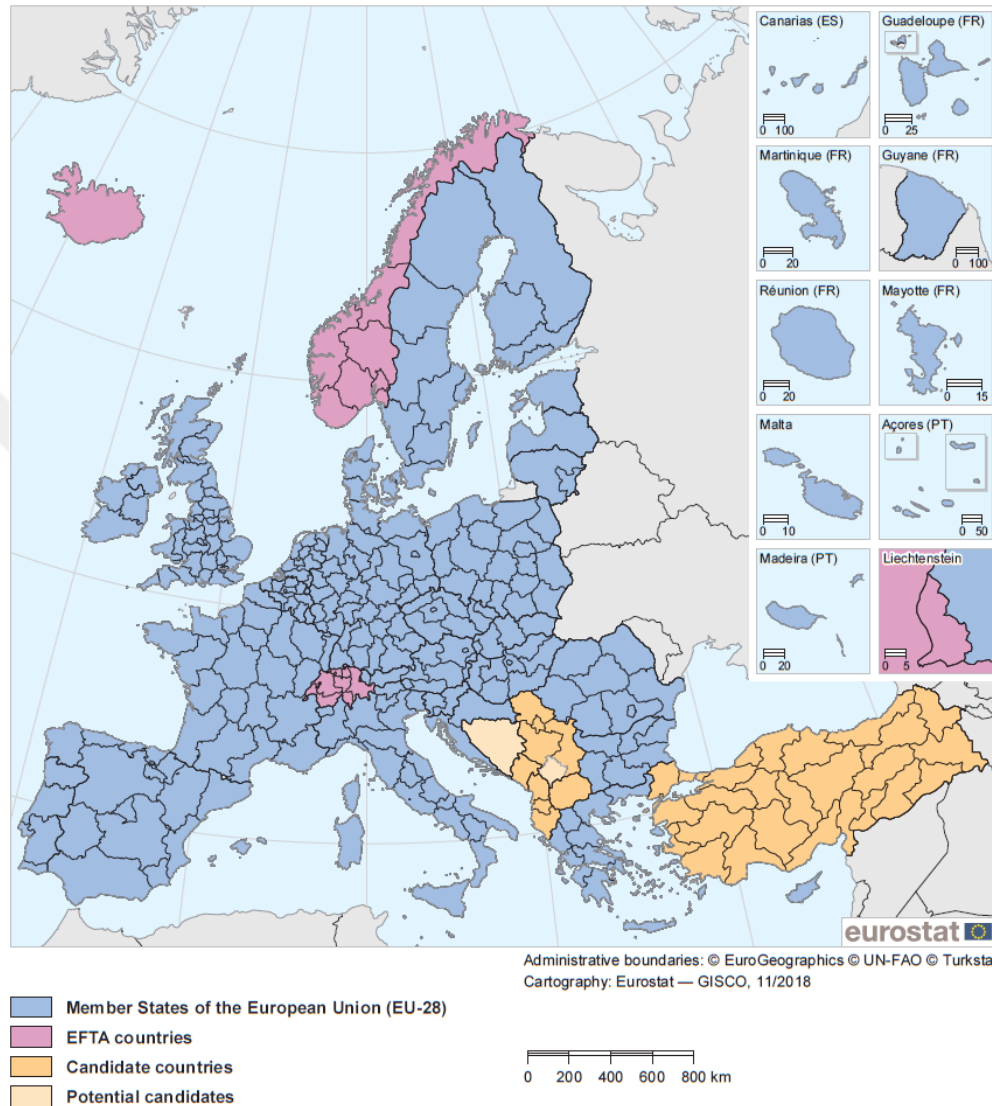 Canarias (ES)
0 100
Guadeloupe (FR)
0 25
Martinique (FR)
0 20
Guyane (FR)
0 100
Réunion (FR)
0 20
Mayotte (FR)
0 15
Malta
0 10
Açores (PT)
0 50
Madeira (PT)
0 20
Liechtenstein
0 5
eurostat
Administrative boundaries: © EuroGeographics © UN-FAO © Turksta
Cartography: Eurostat — GISCO, 11/2018
Member States of the European Union (EU-28)
EFTA countries
Candidate countries
Potential candidates
0 200 400 600 800 km